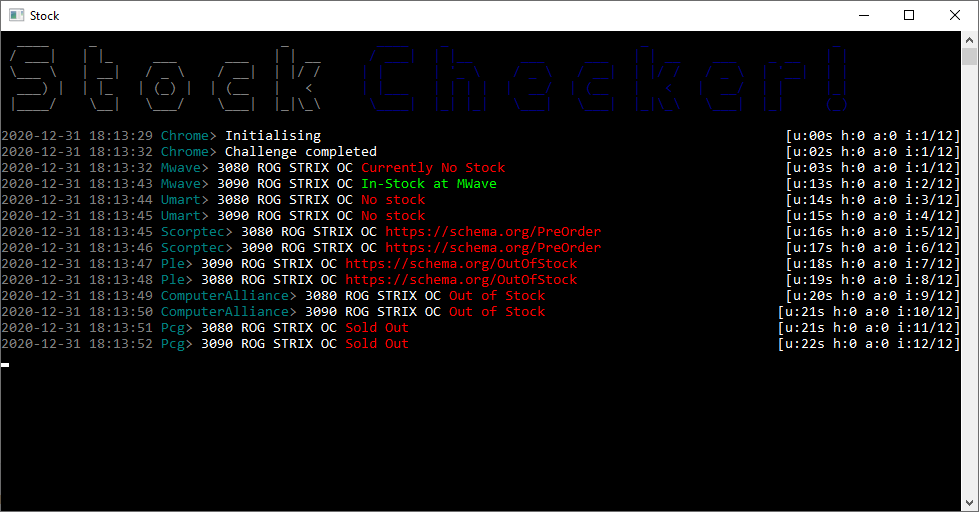 Stock
Stock Checker!
2020-12-31 18:13:29 Chrome> Initialising [u:00s h:0 a:0 i:1/12]
2020-12-31 18:13:32 Chrome> Challenge completed [u:02s h:0 a:0 i:1/12]
2020-12-31 18:13:32 Mwave> 3080 ROG STRIX OC Currently No Stock [u:03s h:0 a:0 i:1/12]
2020-12-31 18:13:43 Mwave> 3090 ROG STRIX OC In-Stock at MWave [u:13s h:0 a:0 i:2/12]
2020-12-31 18:13:44 Umart> 3080 ROG STRIX OC No stock [u:14s h:0 a:0 i:3/12]
2020-12-31 18:13:45 Umart> 3090 ROG STRIX OC No stock [u:15s h:0 a:0 i:4/12]
2020-12-31 18:13:45 Scorptec> 3080 ROG STRIX OC https://schema.org/PreOrder [u:16s h:0 a:0 i:5/12]
2020-12-31 18:13:46 Scorptec> 3090 ROG STRIX OC https://schema.org/PreOrder [u:17s h:0 a:0 i:6/12]
2020-12-31 18:13:47 Ple> 3090 ROG STRIX OC https://schema.org/OutOfStock [u:18s h:0 a:0 i:7/12]
2020-12-31 18:13:48 Ple> 3080 ROG STRIX OC https://schema.org/OutOfStock [u:19s h:0 a:0 i:8/12]
2020-12-31 18:13:49 ComputerAlliance> 3080 ROG STRIX OC Out of Stock [u:20s h:0 a:0 i:9/12]
2020-12-31 18:13:50 ComputerAlliance> 3090 ROG STRIX OC Out of Stock [u:21s h:0 a:0 i:10/12]
2020-12-31 18:13:51 Pcg> 3080 ROG STRIX OC Sold Out [u:21s h:0 a:0 i:11/12]
2020-12-31 18:13:52 Pcg> 3090 ROG STRIX OC Sold Out [u:22s h:0 a:0 i:12/12]